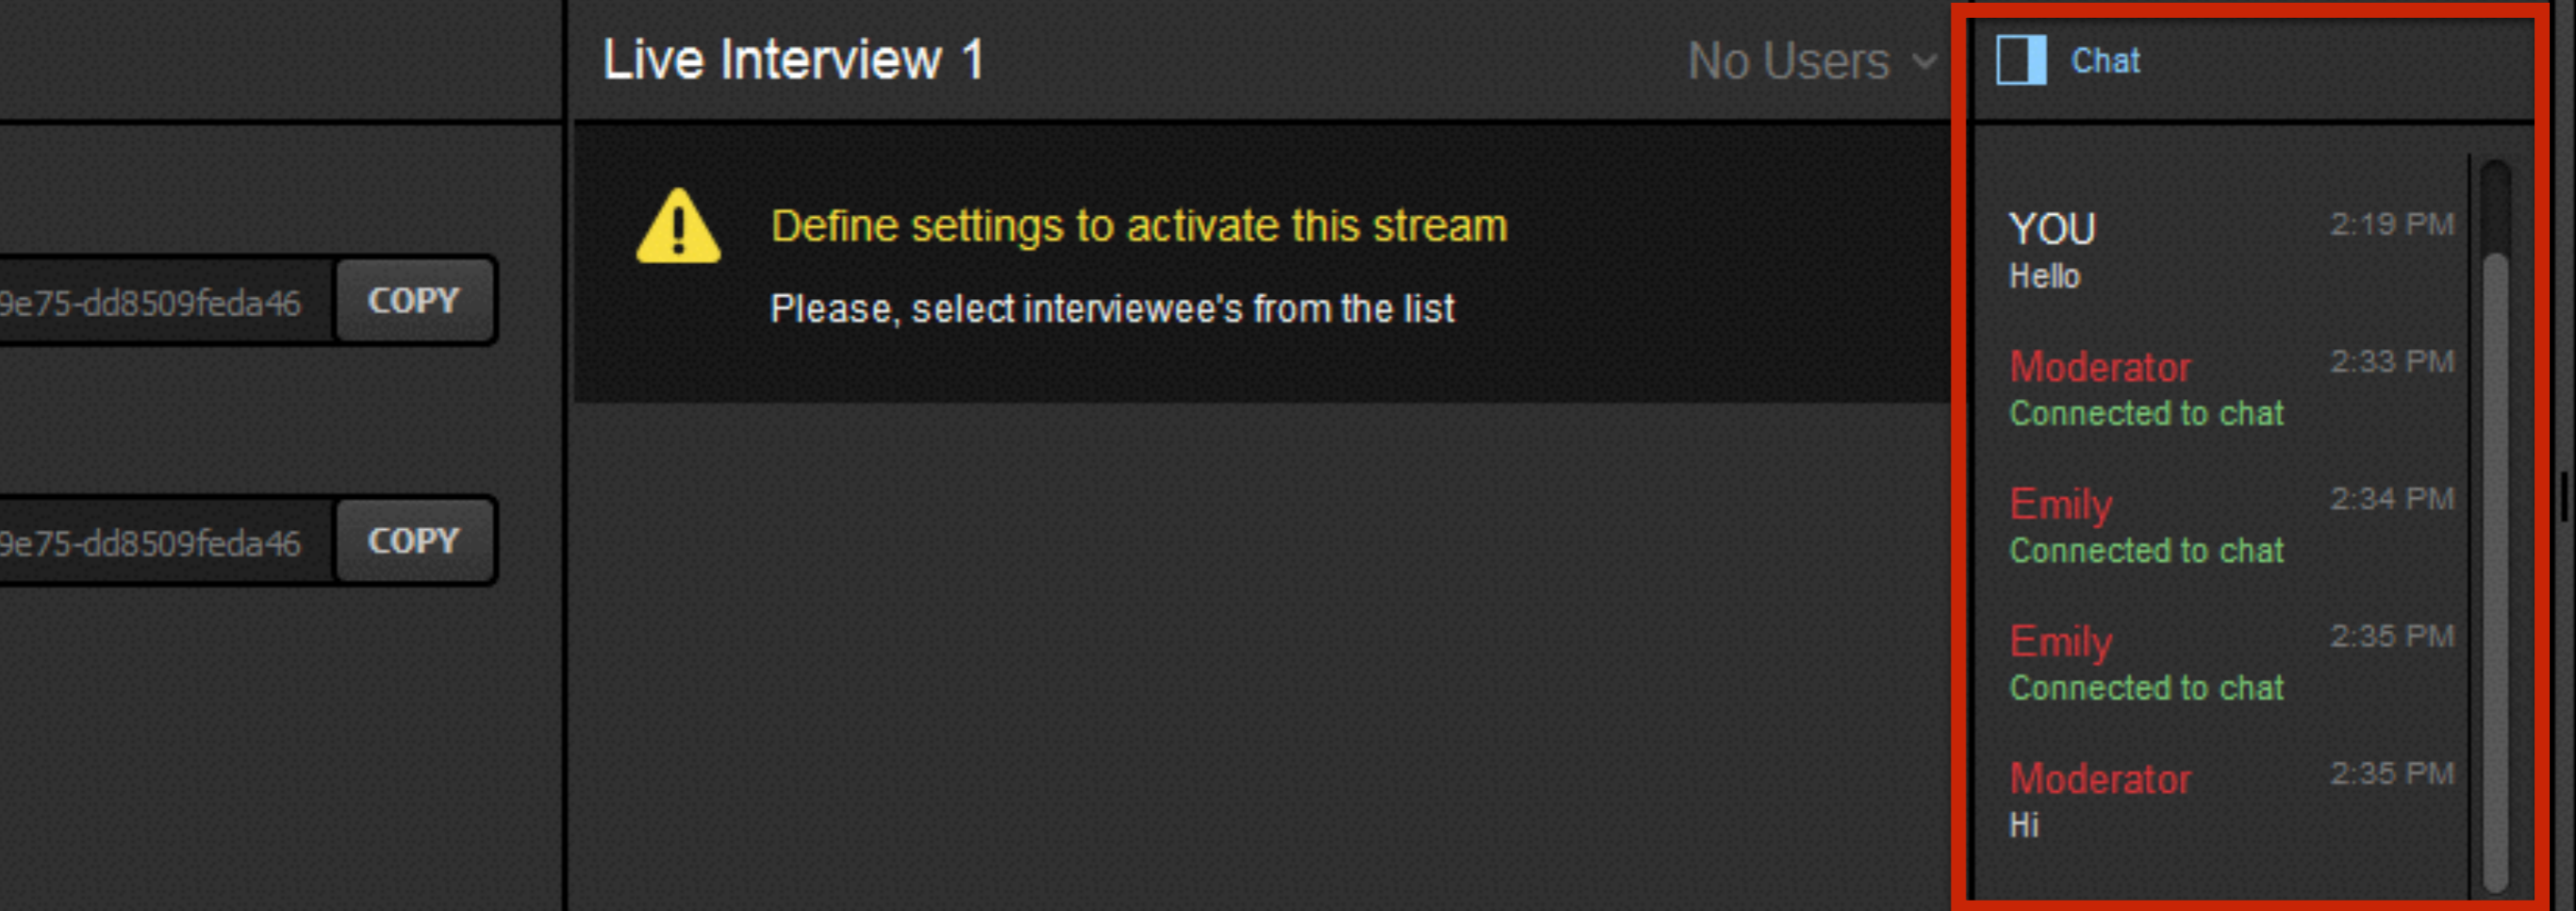 9e75-dd8509feda46
COPY
9e75-dd8509feda46
COPY
Live Interview 1
No Users
Define settings to activate this stream
Please, select interviewee's from the list
Chat
YOU 2:19 PM
Hello
Moderator 2:33 PM
Connected to chat
Emily 2:34 PM
Connected to chat
Emily 2:35 PM
Connected to chat
Moderator 2:35 PM
Hi